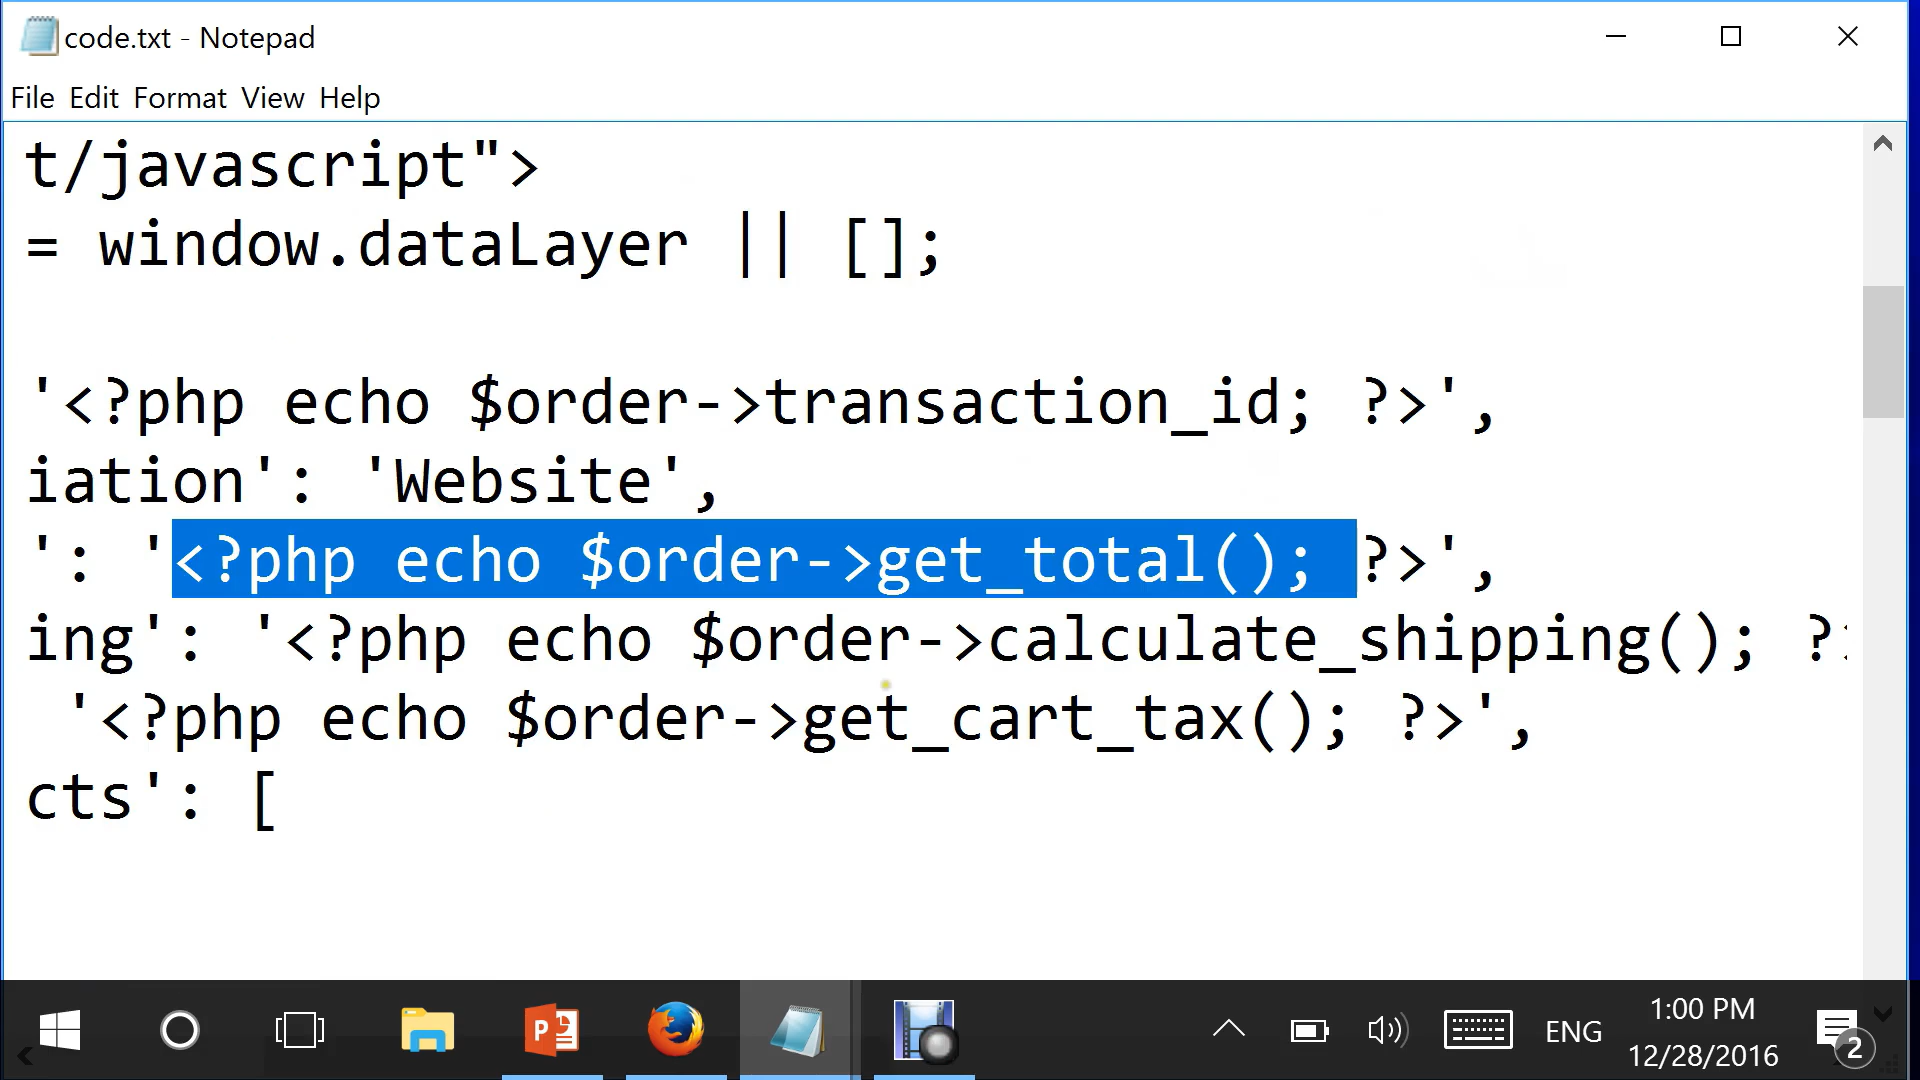 code.txt - Notepad
File Edit Format View Help
t/javascript">
= window.dataLayer || [];
'<?php echo $order->transaction_id; ?>',
iation': 'Website',
': '<?php echo $order->get_total(); ?>',
ing': '<?php echo $order->calculate_shipping(); ?>
'<?php echo $order->get_cart_tax(); ?>',
cts': [
ENG
1:00 PM
12/28/2016
2